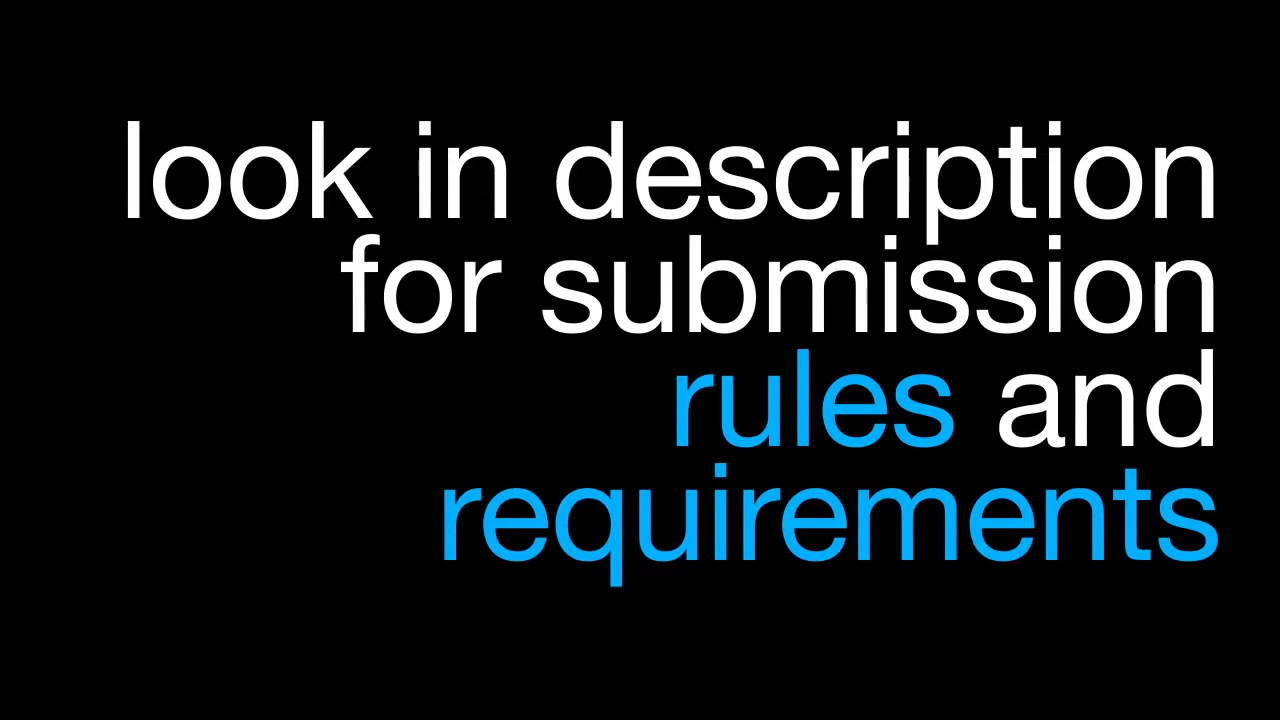 look in description
for submission
rules and
requirements